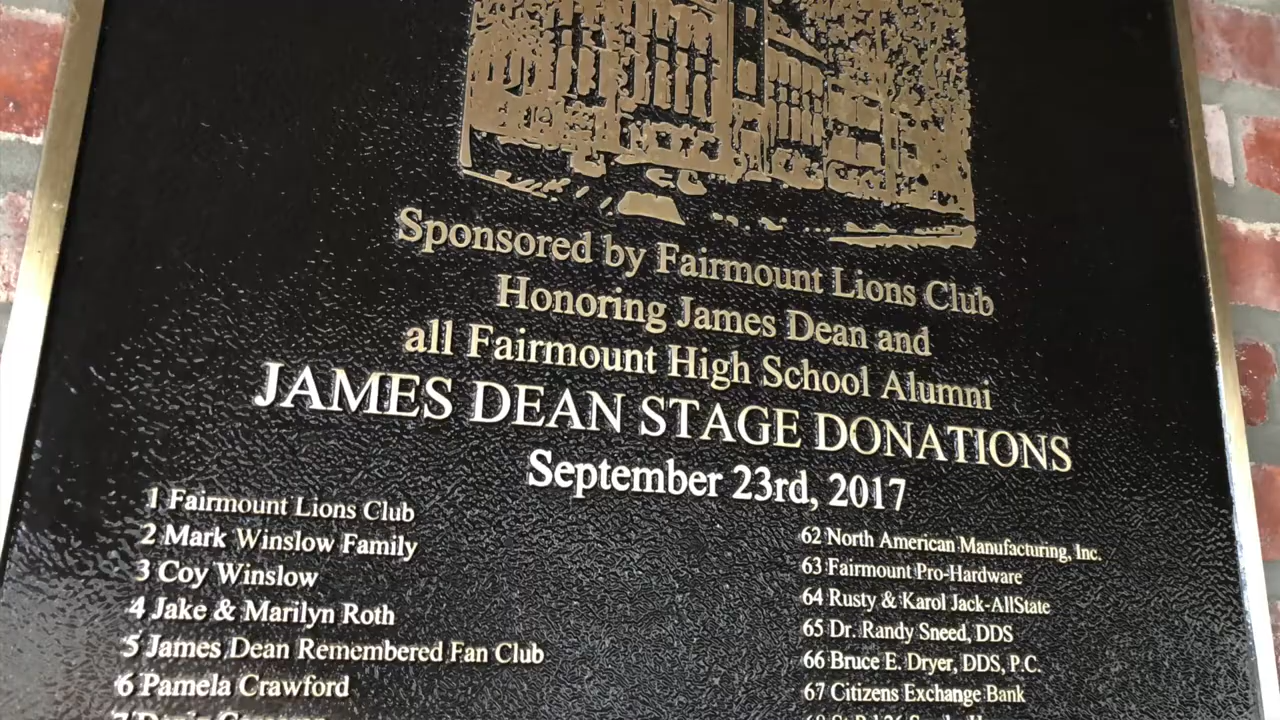 Sponsored by Fairmount Lions Club
Honoring James Dean and
all Fairmount High School Alumni
JAMES DEAN STAGE DONATIONS
September 23rd, 2017
1 Fairmount Lions Club
2 Mark Winslow Family
3 Coy Winslow
4 Jake & Marilyn Roth
5 James Dean Remembered Fan Club
6 Pamela Crawford
62 North American Manufacturing, Inc.
63 Fairmount Pro-Hardware
64 Rusty & Karol Jack-AllState
65 Dr. Randy Sneed, DDS
66 Bruce E. Dryer, DDS, P.C.
67 Citizens Exchange Bank